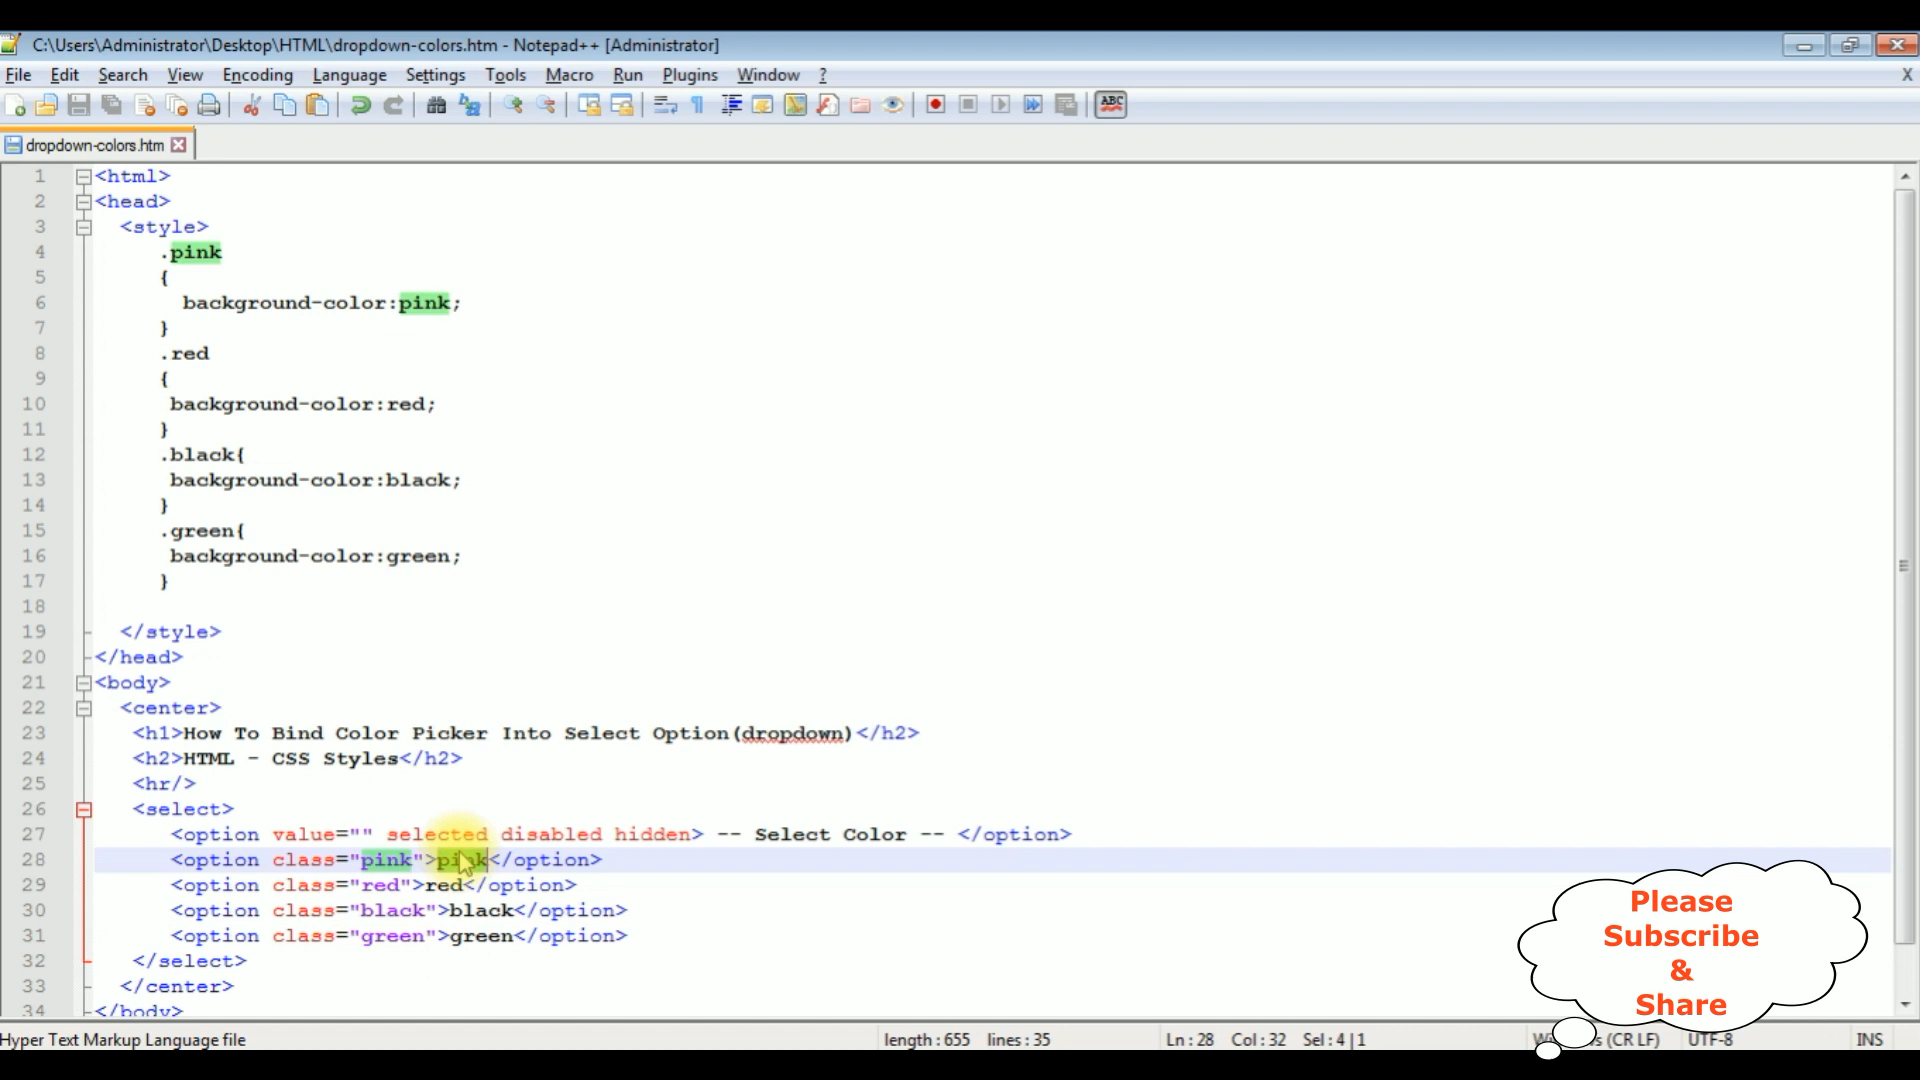 C:\Users\Administrator\Desktop\HTML\dropdown-colors.htm - Notepad++ [Administrator]
File Edit Search View Encoding Language Settings Tools Macro Run Plugins Window ? X
ABC
dropdown-colors.htm
1 <html>
2 <head>
3 <style>
4 .pink
5 {
6 background-color:pink;
7 }
8 .red
9 {
10 background-color:red;
11 }
12 .black{
13 background-color:black;
14 }
15 .green{
16 background-color:green;
17 }
18
19 </style>
20 </head>
21 <body>
22 <center>
23 <h1>How To Bind Color Picker Into Select Option(dropdown)</h2>
24 <h2>HTML - CSS Styles</h2>
25 <hr/>
26 <select>
27 <option value="" selected disabled hidden> -- Select Color -- </option>
28 <option class="pink">pink</option>
29 <option class="red">red</option>
30 <option class="black">black</option>
31 <option class="green">green</option>
32 </select>
33 </center>
34 </body>
Please
Subscribe
&
Share
Hyper Text Markup Language file length : 655 lines : 35 Ln : 28 Col : 32 Sel : 4 | 1 (CR LF) UTF-8 INS